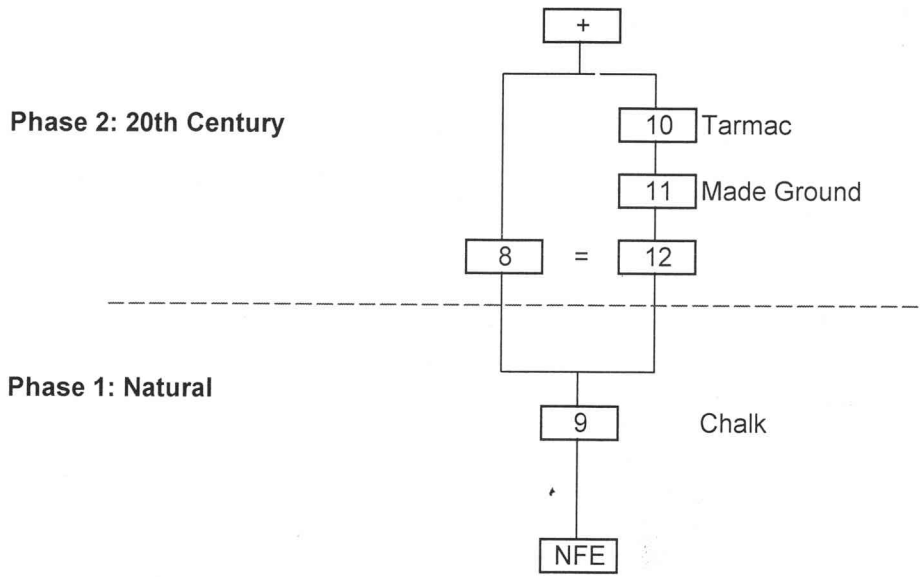 +
Phase 2: 20th Century
10 Tarmac
11 Made Ground
8 = 12
Phase 1: Natural
9 Chalk
NFE